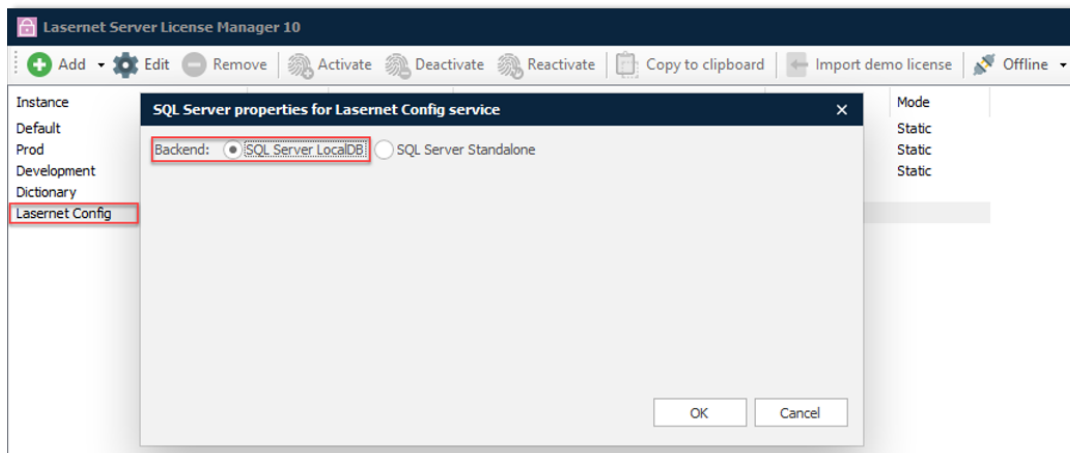 Lasernet Server License Manager 10
Add Edit Remove Activate Deactivate Reactivate Copy to clipboard Import demo license Offline
Instance Mode
SQL Server properties for Lasernet Config service
Default Static
Backend: SQL Server LocalDB SQL Server Standalone
Prod Static
Development Static
Dictionary
Lasernet Config
OK Cancel